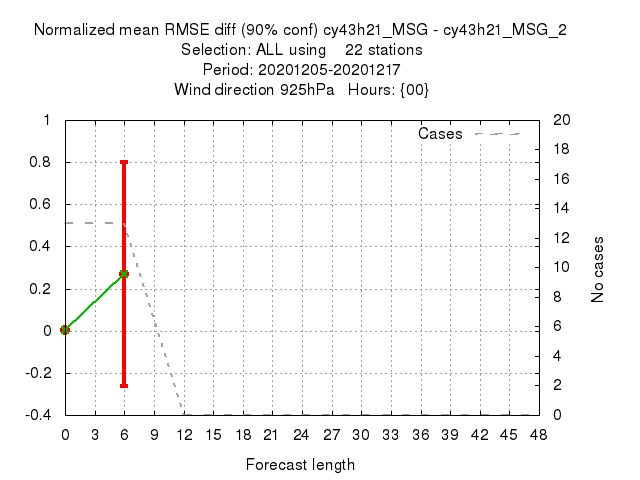 Normalized mean RMSE diff (90% conf) cy43h21_MSG - cy43h21_MSG_2
Selection: ALL using 22 stations
Period: 20201205-20201217
Wind direction 925hPa Hours: {00}
Cases
1
0.8
0.6
0.4
0.2
0
-0.2
-0.4
20
18
16
14
12
10
8
6
4
2
0
No cases
0 3 6 9 12 15 18 21 24 27 30 33 36 39 42 45 48
Forecast length